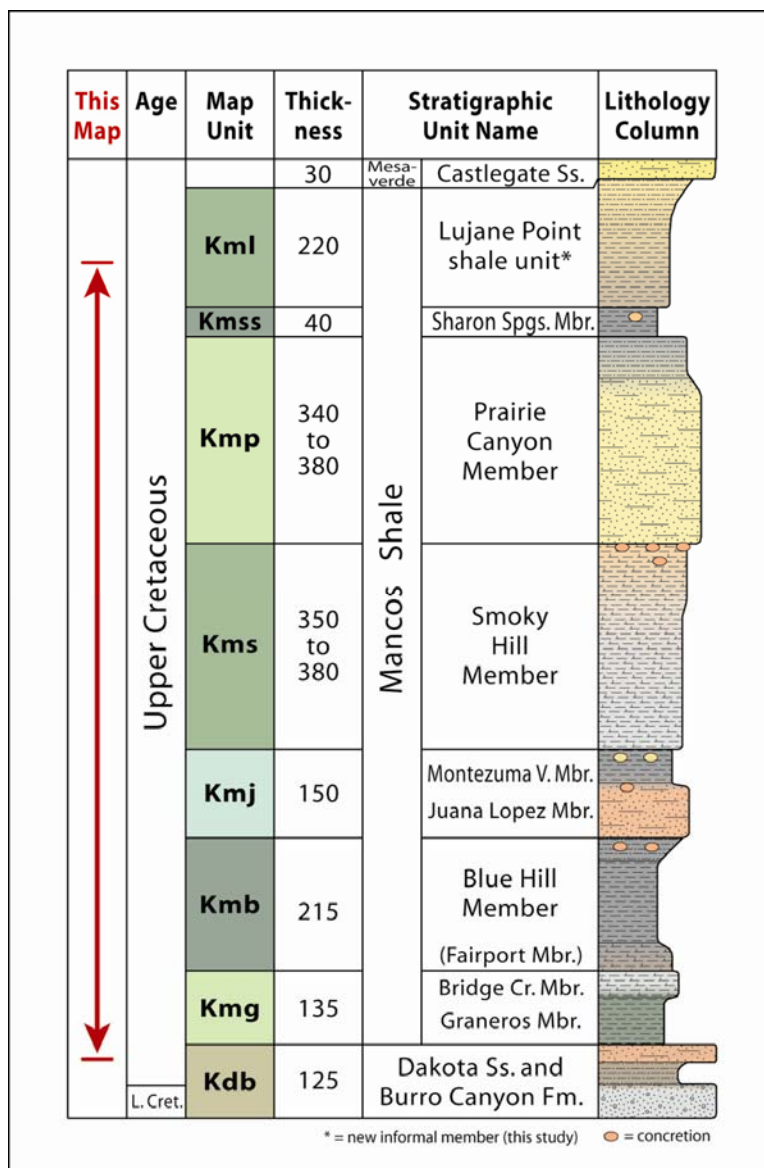 This Map
Age
Map Unit
Thick-ness
Stratigraphic Unit Name
Lithology Column
30
Mesa-verde
Castlegate Ss.
Kml
220
Lujane Point
shale unit*
Kmss
40
Sharon Spgs. Mbr.
Kmp
340
to
380
Prairie
Canyon
Member
Upper Cretaceous
Mancos Shale
Kms
350
to
380
Smoky
Hill
Member
Kmj
150
Montezuma V. Mbr.
Juana Lopez Mbr.
Kmb
215
Blue Hill
Member
(Fairport Mbr.)
Kmg
135
Bridge Cr. Mbr.
Graneros Mbr.
L. Cret.
Kdb
125
Dakota Ss. and
Burro Canyon Fm.
* = new informal member (this study)
= concretion